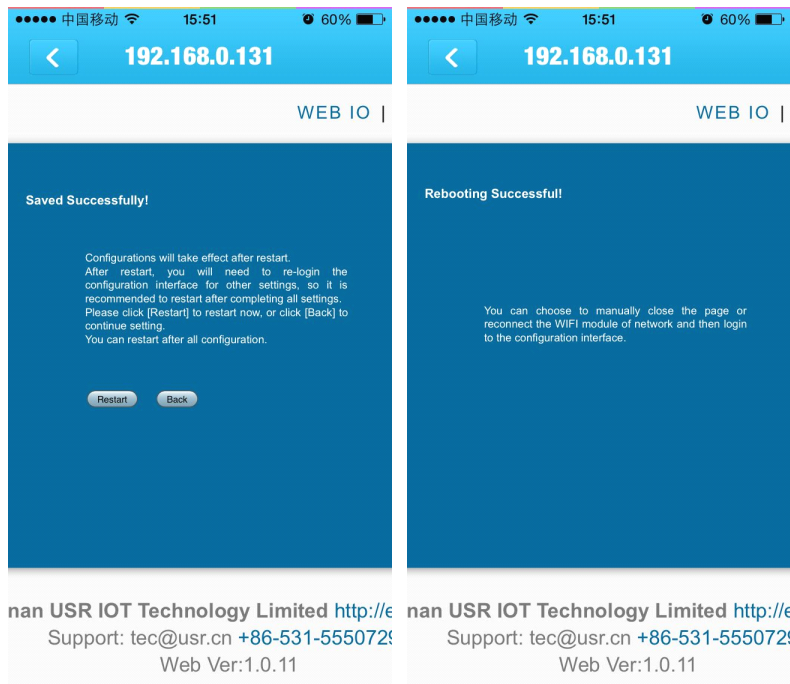 中国移动 15:51 60%
192.168.0.131
WEB IO |
Saved Successfully!
Configurations will take effect after restart.
After restart, you will need to re-login the
configuration interface for other settings, so it is
recommended to restart after completing all settings.
Please click [Restart] to restart now, or click [Back] to
continue setting.
You can restart after all configuration.
Restart Back
nan USR IOT Technology Limited http://e
Support: tec@usr.cn +86-531-5550729
Web Ver:1.0.11
中国移动 15:51 60%
192.168.0.131
WEB IO |
Rebooting Successful!
You can choose to manually close the page or
reconnect the WIFI module of network and then login
to the configuration interface.
nan USR IOT Technology Limited http://e
Support: tec@usr.cn +86-531-5550729
Web Ver:1.0.11